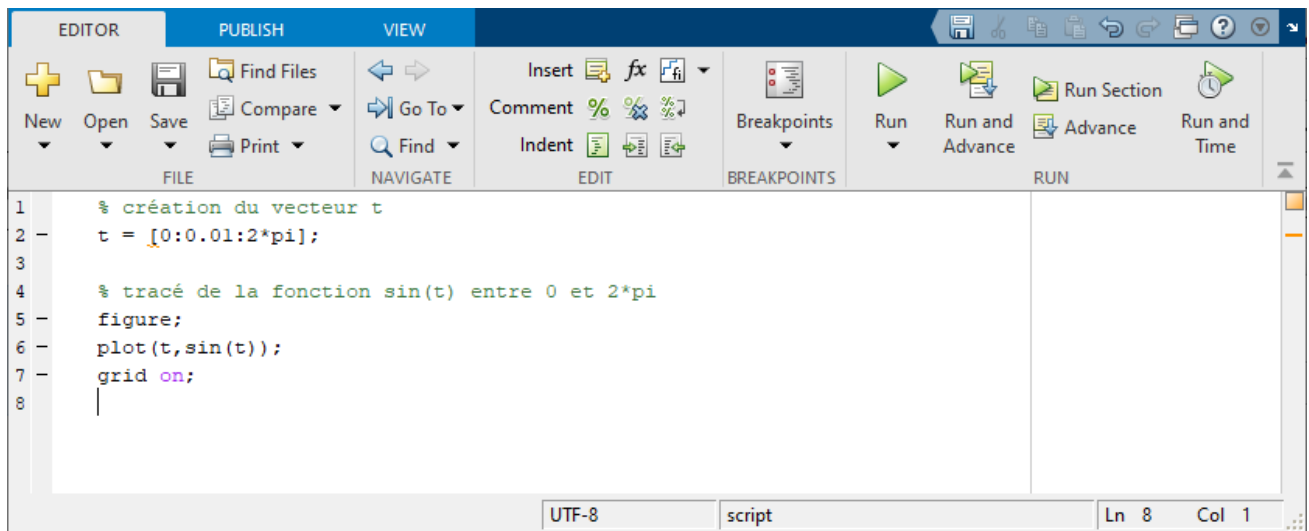 EDITOR PUBLISH VIEW
Find Files
Compare
Print
New Open Save
FILE
Go To
Find
NAVIGATE
Insert fx fi
Comment % % %
Indent
EDIT
Breakpoints
BREAKPOINTS
Run
Run and Advance
Run Section
Advance
Run and Time
RUN
1 % création du vecteur t
2 - t = [0:0.01:2*pi];
3
4 % tracé de la fonction sin(t) entre 0 et 2*pi
5 - figure;
6 - plot(t,sin(t));
7 - grid on;
8
UTF-8 script Ln 8 Col 1